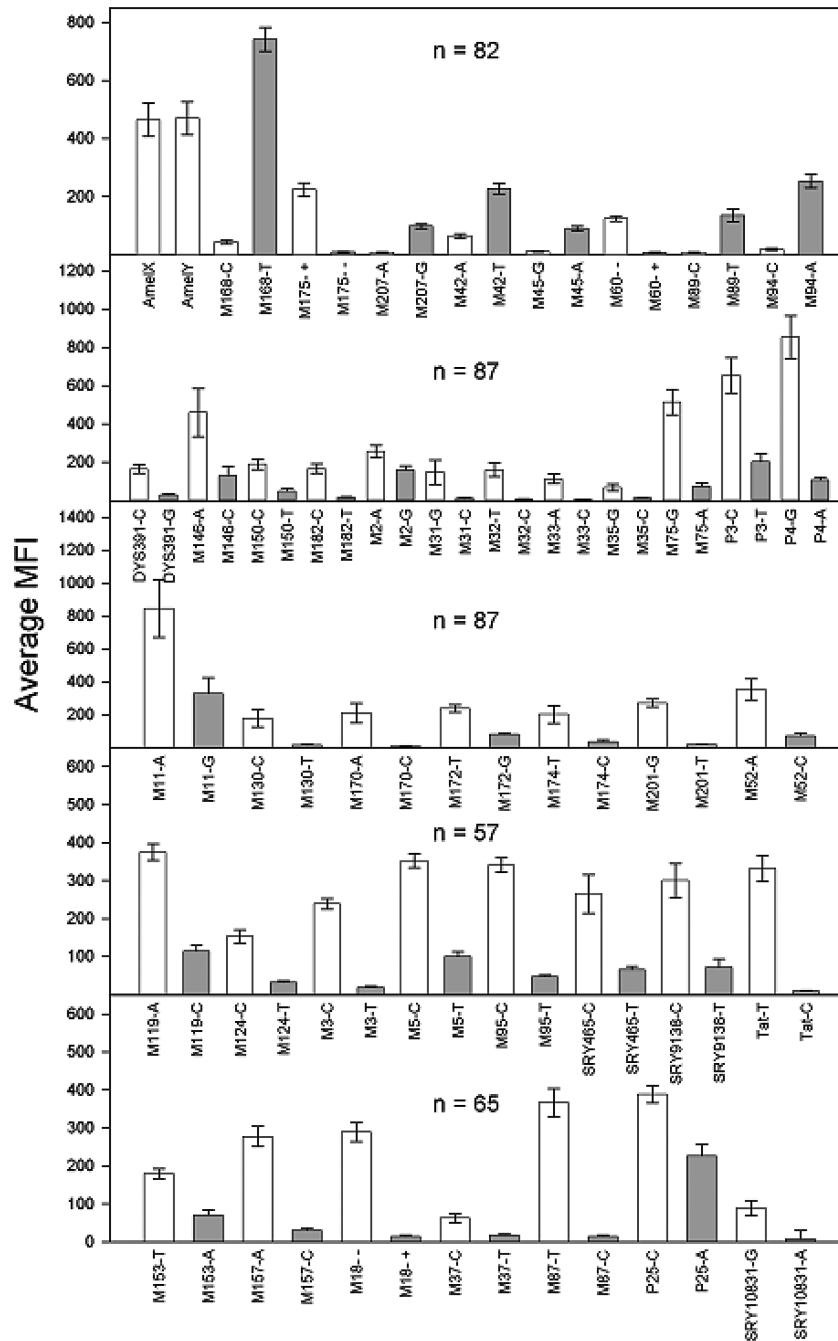 Average MFI
800
600
400
200
n = 82
AmelX
AmelY
M168-C
M168-T
M175- +
M175- -
M207-A
M207-G
M42-A
M42-T
M45-G
M45-A
M60- -
M60- +
M89-C
M89-T
M94-C
M94-A
1200
1000
800
600
400
200
n = 87
DYS391-C
DYS391-G
M146-A
M146-C
M150-C
M150-T
M182-C
M182-T
M2-A
M2-G
M31-G
M31-C
M32-T
M32-C
M33-A
M33-C
M35-G
M35-C
M75-G
M75-A
P3-C
P3-T
P4-G
P4-A
1400
1200
1000
800
600
400
200
n = 87
M11-A
M11-G
M130-C
M130-T
M170-A
M170-C
M172-T
M172-G
M174-T
M174-C
M201-G
M201-T
M52-A
M52-C
600
500
400
300
200
100
n = 57
M119-A
M119-C
M124-C
M124-T
M3-C
M3-T
M5-C
M5-T
M95-C
M95-T
SRY465-C
SRY465-T
SRY9138-C
SRY9138-T
Tat-T
Tat-C
600
500
400
300
200
100
0
n = 65
M153-T
M153-A
M157-A
M157-C
M18- -
M18- +
M37-C
M37-T
M87-T
M87-C
P25-C
P25-A
SRY10831-G
SRY10831-A